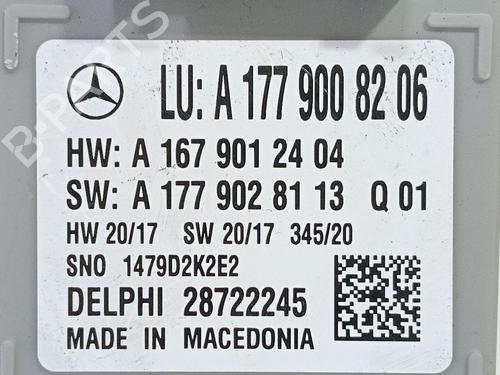 LU: A 177 900 82 06
HW: A 167 901 24 04
SW: A 177 902 81 13 Q 01
HW 20/17 SW 20/17 345/20
SNO 1479D2K2E2
DELPHI 28722245
MADE IN MACEDONIA
B-PARTS